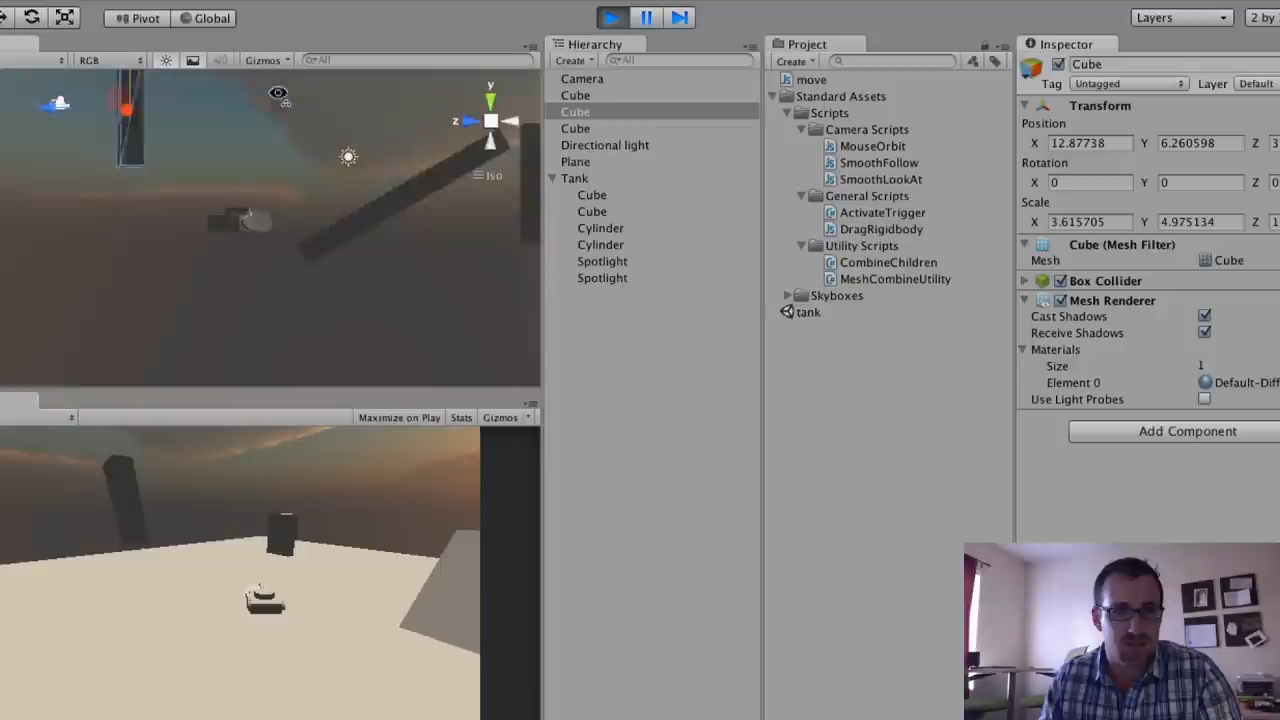 Pivot Global
Layers
2 by
RGB
Gizmos
All
y
z
Iso
Maximize on Play Stats Gizmos
Hierarchy
Create
All
Camera
Cube
Cube
Cube
Directional light
Plane
Tank
Cube
Cube
Cylinder
Cylinder
Spotlight
Spotlight
Project
Create
move
Standard Assets
Scripts
Camera Scripts
MouseOrbit
SmoothFollow
SmoothLookAt
General Scripts
ActivateTrigger
DragRigidbody
Utility Scripts
CombineChildren
MeshCombineUtility
Skyboxes
tank
Inspector
Cube
Tag Untagged Layer Default
Transform
Position
X 12.87738 Y 6.260598 Z 3
Rotation
X 0 Y 0 Z 0
Scale
X 3.615705 Y 4.975134 Z 1
Cube (Mesh Filter)
Mesh Cube
Box Collider
Mesh Renderer
Cast Shadows
Receive Shadows
Materials
Size 1
Element 0 Default-Diff
Use Light Probes
Add Component